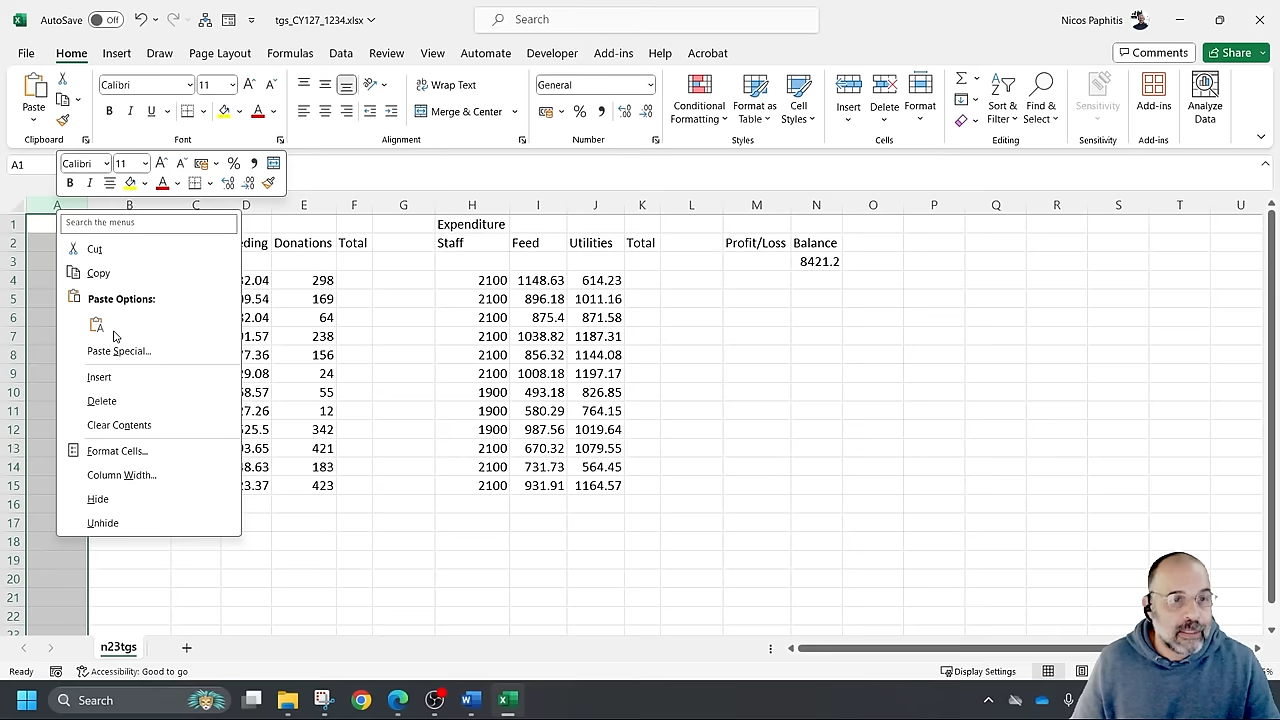 AutoSave Off tgs_CY127_1234.xlsx Search Nicos Paphitis
File Home Insert Draw Page Layout Formulas Data Review View Automate Developer Add-ins Help Acrobat Comments Share
Paste Calibri 11 Wrap Text General Conditional Formatting Format as Table Cell Styles Insert Delete Format Sort & Filter Find & Select Sensitivity Add-ins Analyze Data
B I U Merge & Center
Clipboard Font Alignment Number Styles Cells Editing Sensitivity Add-ins
A1 Calibri 11
B I
A B C D E F G H I J K L M N O P Q R S T U
Search the menus
Cut
Copy
Paste Options:
Paste Special...
Insert
Delete
Clear Contents
Format Cells...
Column Width...
Hide
Unhide
1 Expenditure
2 ding Donations Total Staff Feed Utilities Total Profit/Loss Balance
3 8421.2
4 2.04 298 2100 1148.63 614.23
5 9.54 169 2100 896.18 1011.16
6 2.04 64 2100 875.4 871.58
7 1.57 238 2100 1038.82 1187.31
8 7.36 156 2100 856.32 1144.08
9 9.08 24 2100 1008.18 1197.17
10 8.57 55 1900 493.18 826.85
11 7.26 12 1900 580.29 764.15
12 25.5 342 1900 987.56 1019.64
13 3.65 421 2100 670.32 1079.55
14 8.63 183 2100 731.73 564.45
15 3.37 423 2100 931.91 1164.57
16
17
18
19
20
21
22
n23tgs
Ready Accessibility: Good to go Display Settings
Search